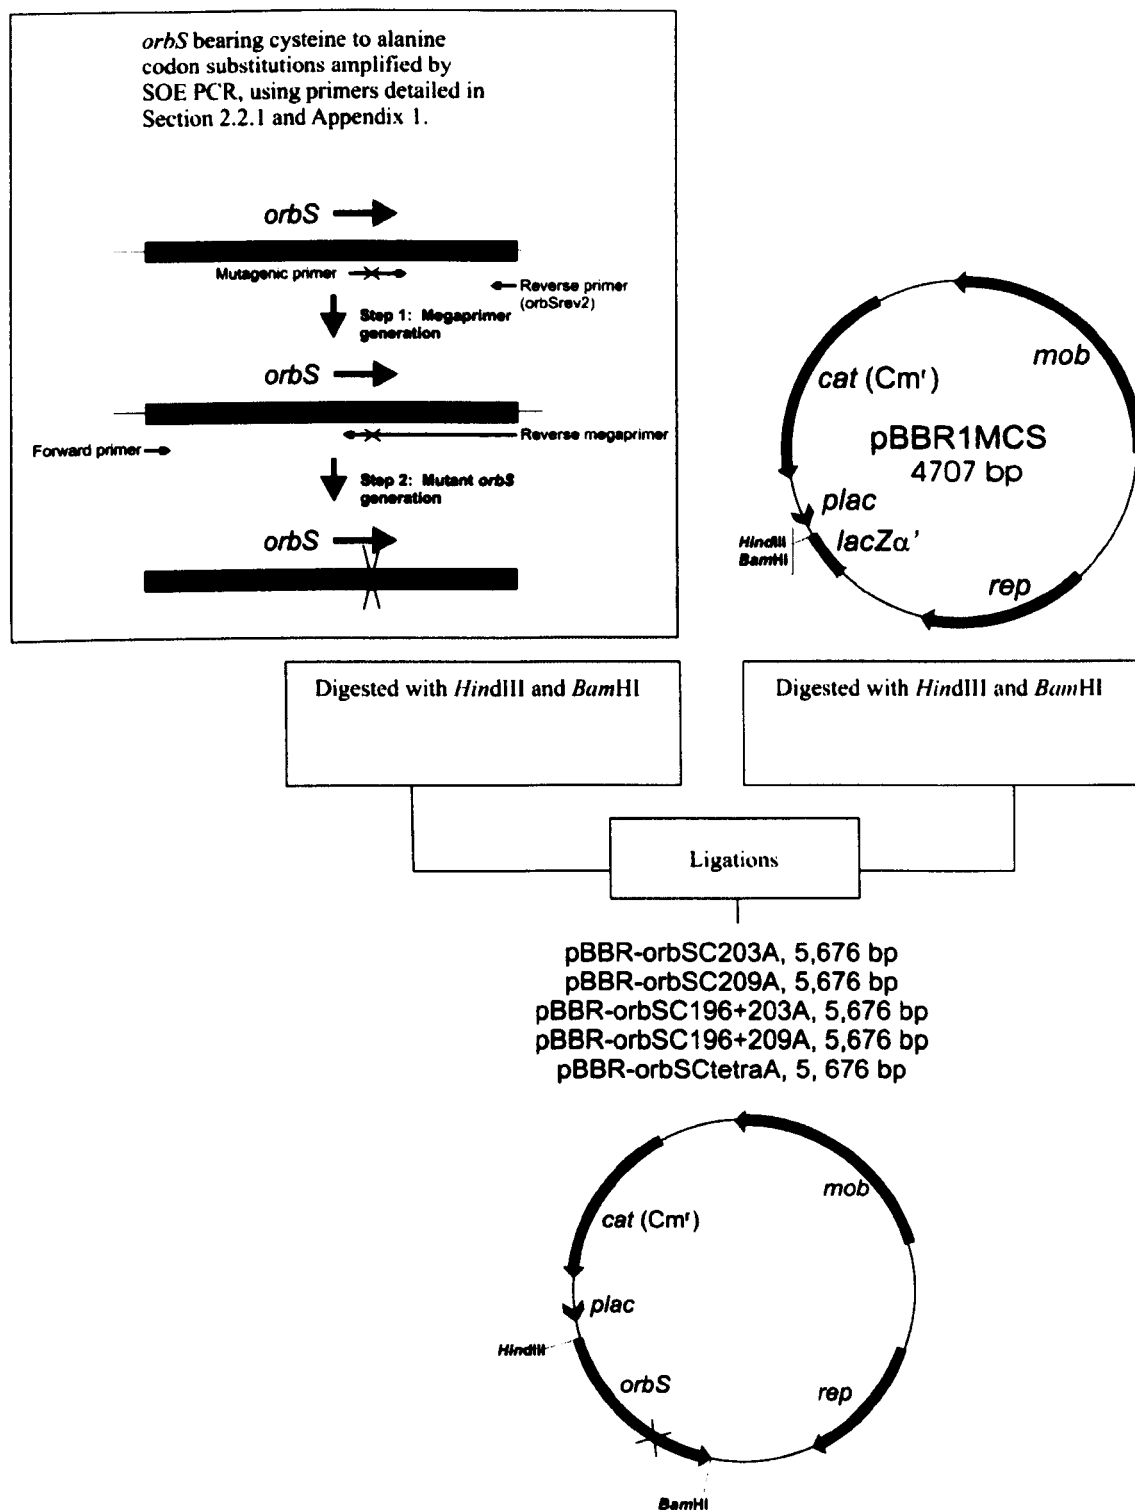 orbS bearing cysteine to alanine
codon substitutions amplified by
SOE PCR, using primers detailed in
Section 2.2.1 and Appendix 1.
orbS
Mutagenic primer
Reverse primer
(orbSrev2)
Step 1: Megaprimer
generation
orbS
Reverse megaprimer
Forward primer
Step 2: Mutant orbS
generation
orbS
mob
cat (Cmʳ)
pBBR1MCS
4707 bp
plac
HindIII
BamHI
lacZα'
rep
Digested with HindIII and BamHI
Digested with HindIII and BamHI
Ligations
pBBR-orbSC203A, 5,676 bp
pBBR-orbSC209A, 5,676 bp
pBBR-orbSC196+203A, 5,676 bp
pBBR-orbSC196+209A, 5,676 bp
pBBR-orbSCtetraA, 5, 676 bp
mob
cat (Cmʳ)
plac
HindIII
orbS
rep
BamHI